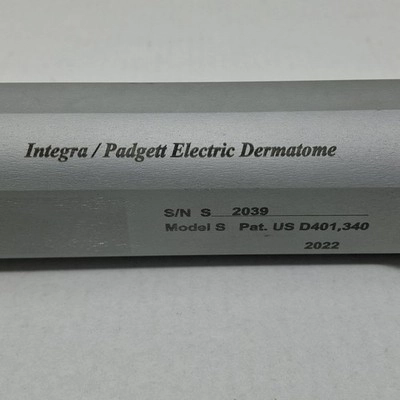 Integra / Padgett Electric Dermatome
S/N S 2039
Model S Pat. US D401,340
2022